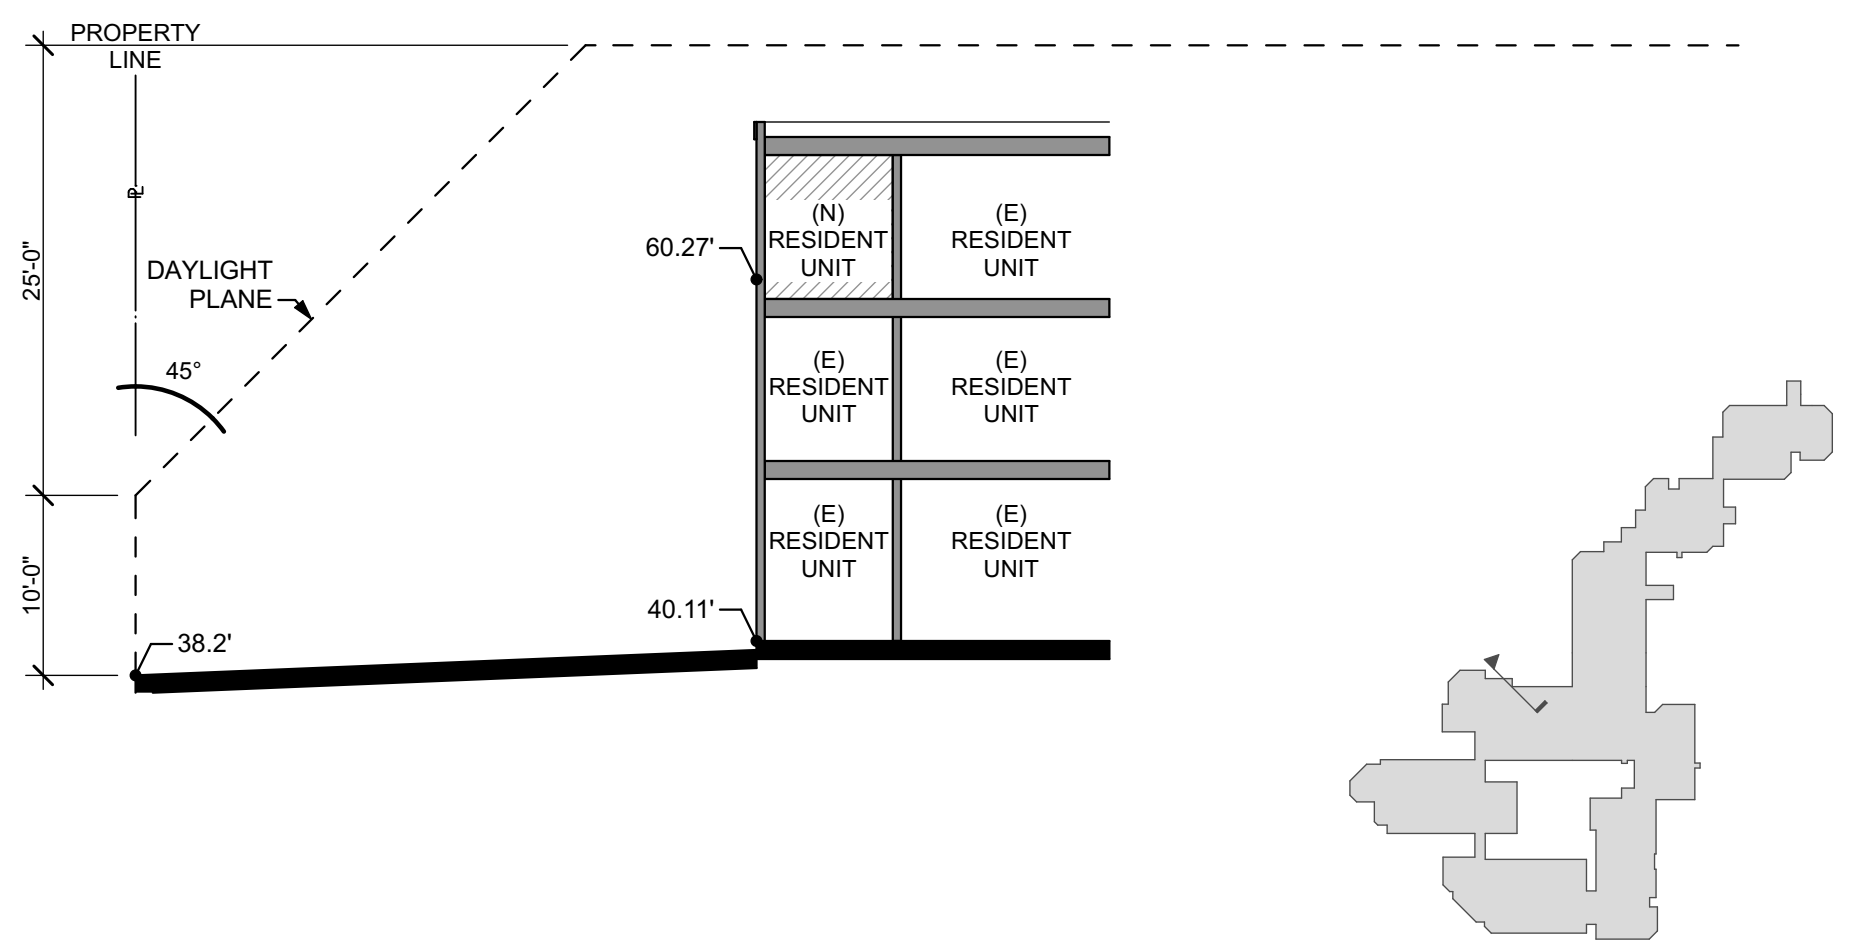 PROPERTY
LINE
PL
25'-0"
DAYLIGHT
PLANE
45°
10'-0"
38.2'
60.27'
40.11'
(N)
RESIDENT
UNIT
(E)
RESIDENT
UNIT
(E)
RESIDENT
UNIT
(E)
RESIDENT
UNIT
(E)
RESIDENT
UNIT
(E)
RESIDENT
UNIT